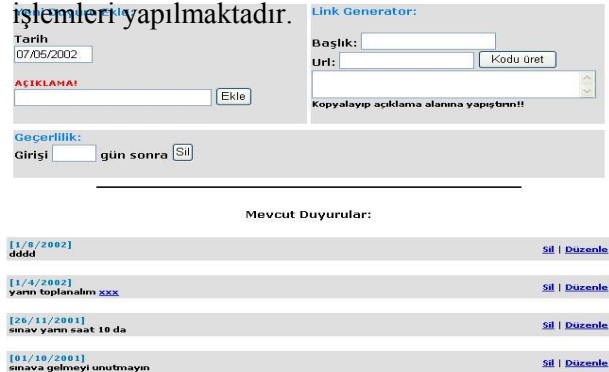 işlemleri yapılmaktadır.
Yeni Duyuru Ekle:
Tarih
07/05/2002
AÇIKLAMA!
Ekle
Link Generator:
Başlık:
Url:
Kodu üret
Kopyalayıp açıklama alanına yapıştırın!!
Geçerlilik:
Girişi gün sonra Sil
Mevcut Duyurular:
[1/8/2002]
dddd
Sil | Düzenle
[1/4/2002]
yarın toplanalım xxx
Sil | Düzenle
[26/11/2001]
sınav yarın saat 10 da
Sil | Düzenle
[01/10/2001]
sınava gelmeyi unutmayın
Sil | Düzenle